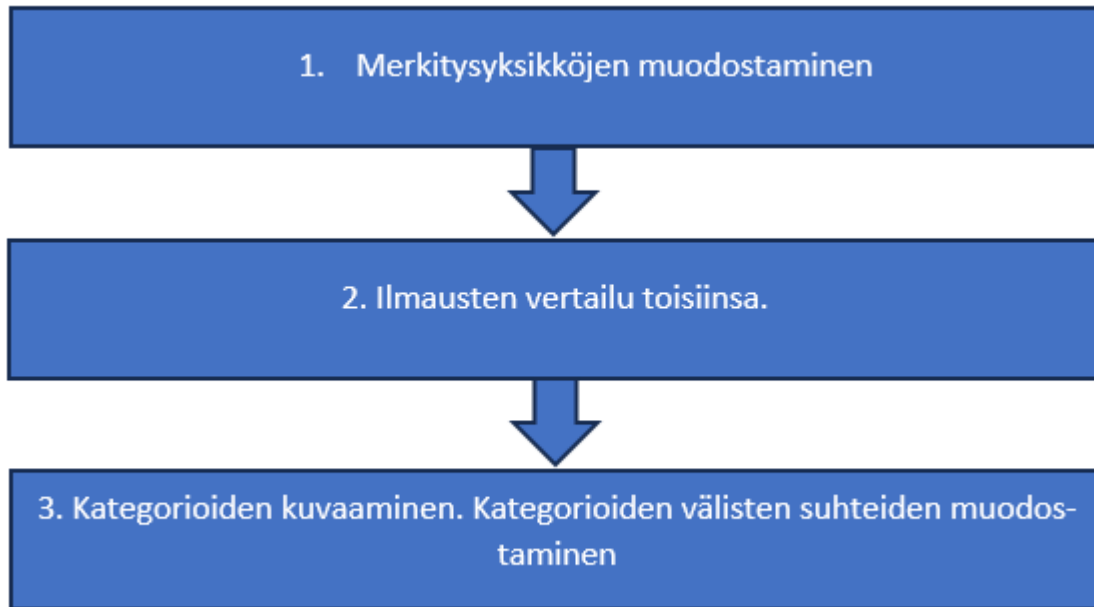 1. Merkitysyksikköjen muodostaminen
2. Ilmausten vertailu toisiinsa.
3. Kategorioiden kuvaaminen. Kategorioiden välisten suhteiden muodos-
taminen